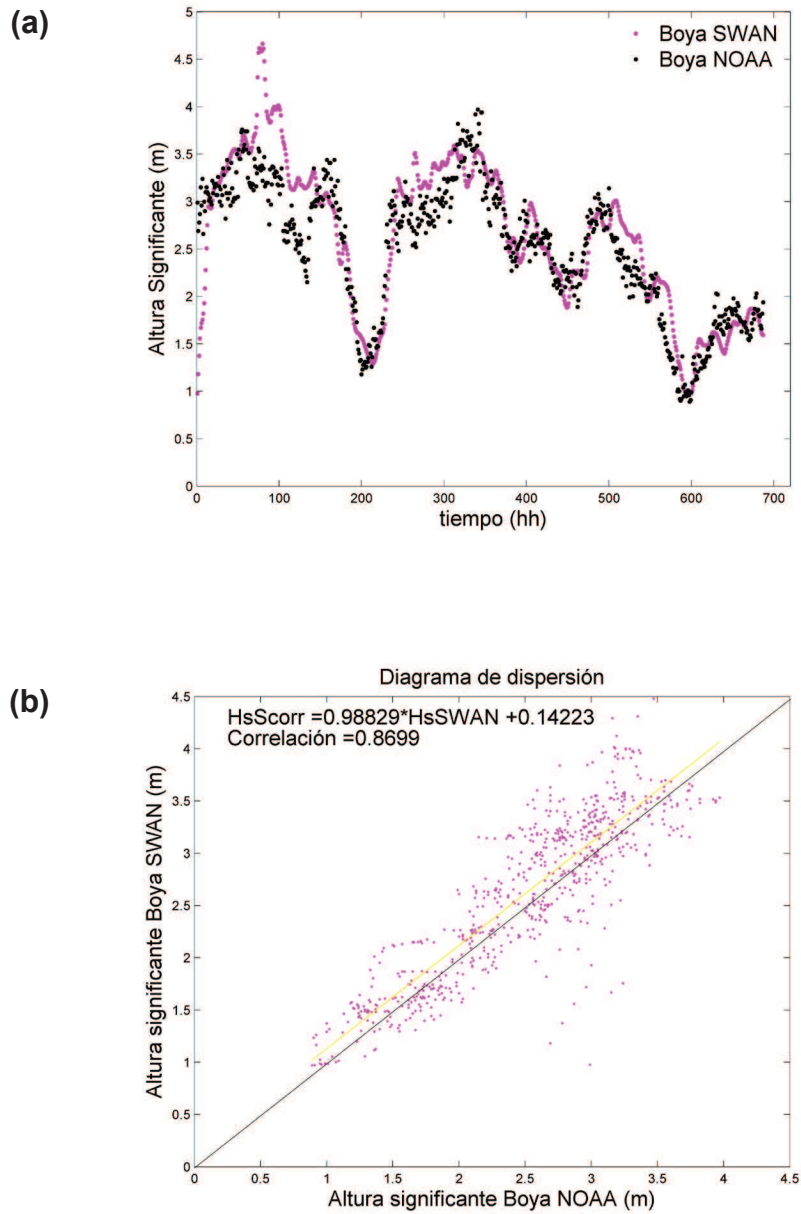 (a)
Altura Significante (m)
5
4.5
4
3.5
3
2.5
2
1.5
1
0.5
0
Boya SWAN
Boya NOAA
0 100 200 300 400 500 600 700
tiempo (hh)
(b)
Diagrama de dispersión
Altura significante Boya SWAN (m)
4.5
4
3.5
3
2.5
2
1.5
1
0.5
0
HsScorr =0.98829*HsSWAN +0.14223
Correlación =0.8699
0 0.5 1 1.5 2 2.5 3 3.5 4 4.5
Altura significante Boya NOAA (m)